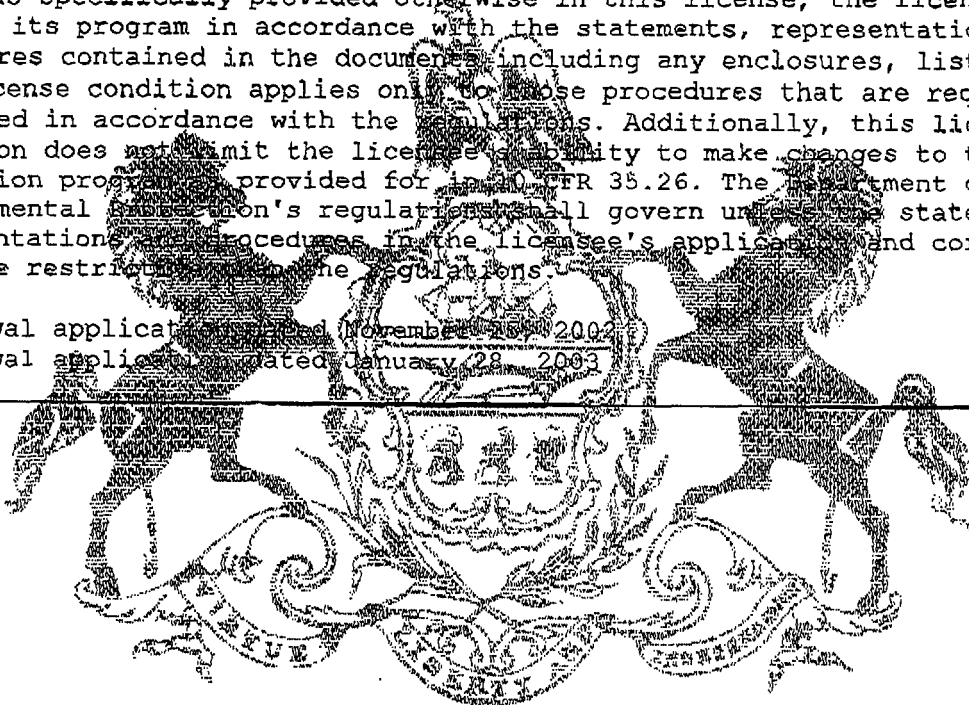 as specifically provided otherwise in this license, the licen
its program in accordance with the statements, representatio
res contained in the documents including any enclosures, list
cense condition applies only to those procedures that are req
ed in accordance with the regulations. Additionally, this lic
on does not limit the licensee's ability to make changes to t
ion program as provided for in 10 CFR 35.26. The Department o
mental Protection's regulations shall govern unless the state
ntations and procedures in the licensee's application and cor
e restrictive than the regulations.
wal application dated November 2002
wal application dated January 28, 2003
VIRTUE
LIBERTY